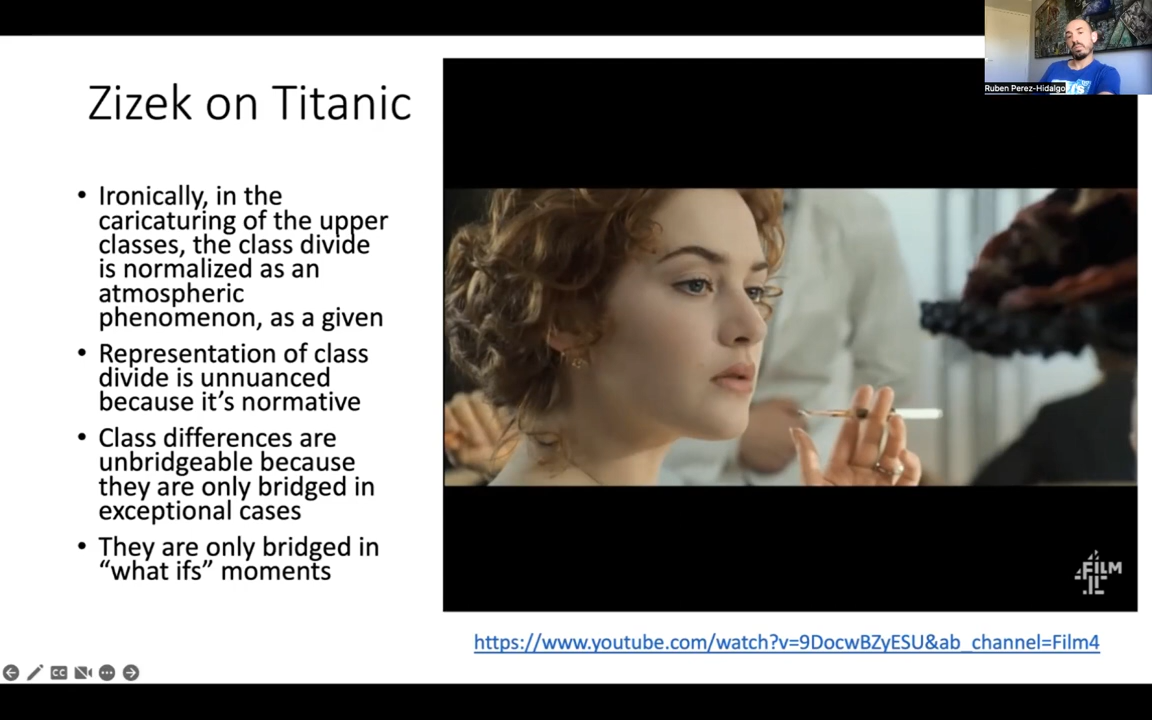 Ruben Perez-Hidalgo
Zizek on Titanic
• Ironically, in the
caricaturing of the upper
classes, the class divide
is normalized as an
atmospheric
phenomenon, as a given
• Representation of class
divide is unnuanced
because it's normative
• Class differences are
unbridgeable because
they are only bridged in
exceptional cases
• They are only bridged in
“what ifs” moments
FILM
https://www.youtube.com/watch?v=9DocwBZyESU&ab_channel=Film4
CC